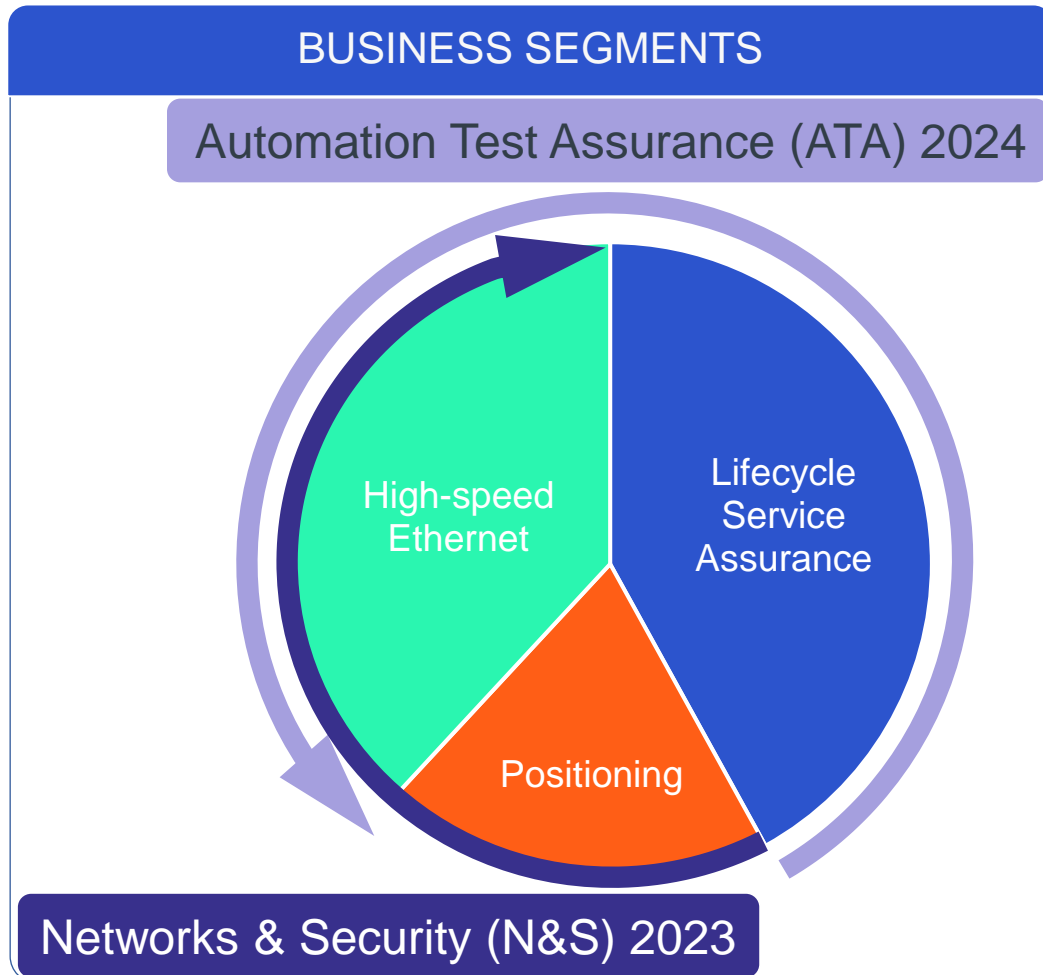 BUSINESS SEGMENTS
Automation Test Assurance (ATA) 2024
High-speed
Ethernet
Lifecycle
Service
Assurance
Positioning
Networks & Security (N&S) 2023